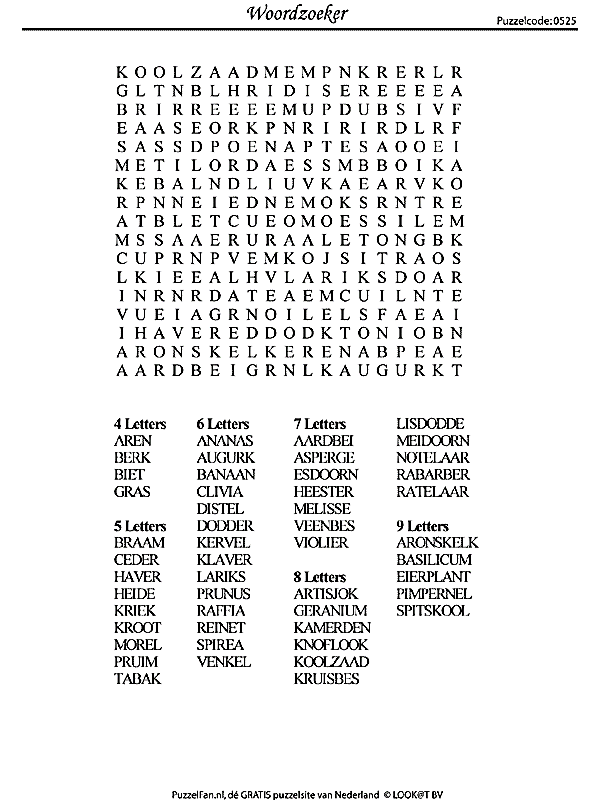 Woordzoeker
Puzzelcode:0525
K O O L Z A A D M E M P N K R E R L R
G L T N B L H R I D I S E R E E E E A
B R I R R E E E E M U P D U B S I V F
E A A S E O R K P N R I R I R D L R F
S A S S D P O E N A P T E S A O O E I
M E T I L O R D A E S S M B B O I K A
K E B A L N D L I U V K A E A R V K O
R P N N E I E D N E M O K S R N T R E
A T B L E T C U E O M O E S S I L E M
M S S A A E R U R A A L E T O N G B K
C U P R N P V E M K O J S I T R A O S
L K I E E A L H V L A R I K S D O A R
I N R N R D A T E A E M C U I L N T E
V U E I A G R N O I L E L S F A E A I
I H A V E R E D D O D K T O N I O B N
A R O N S K E L K E R E N A B P E A E
A A R D B E I G R N L K A U G U R K T
4 Letters
AREN
BERK
BIET
GRAS
5 Letters
BRAAM
CEDER
HAVER
HEIDE
KRIEK
KROOT
MOREL
PRUIM
TABAK
6 Letters
ANANAS
AUGURK
BANAAN
CLIVIA
DISTEL
DODDER
KERVEL
KLAVER
LARIKS
PRUNUS
RAFFIA
REINET
SPIREA
VENKEL
7 Letters
AARDBEI
ASPERGE
ESDOORN
HEESTER
MELISSE
VEENBES
VIOLIER
8 Letters
ARTISJOK
GERANIUM
KAMERDEN
KNOFLOOK
KOOLZAAD
KRUISBES
LISDODDE
MEIDOORN
NOTELAAR
RABARBER
RATELAAR
9 Letters
ARONSKELK
BASILICUM
EIERPLANT
PIMPERNEL
SPITSKOOL
PuzzelFan.nl, dé GRATIS puzzelsite van Nederland © LOOK@T BV